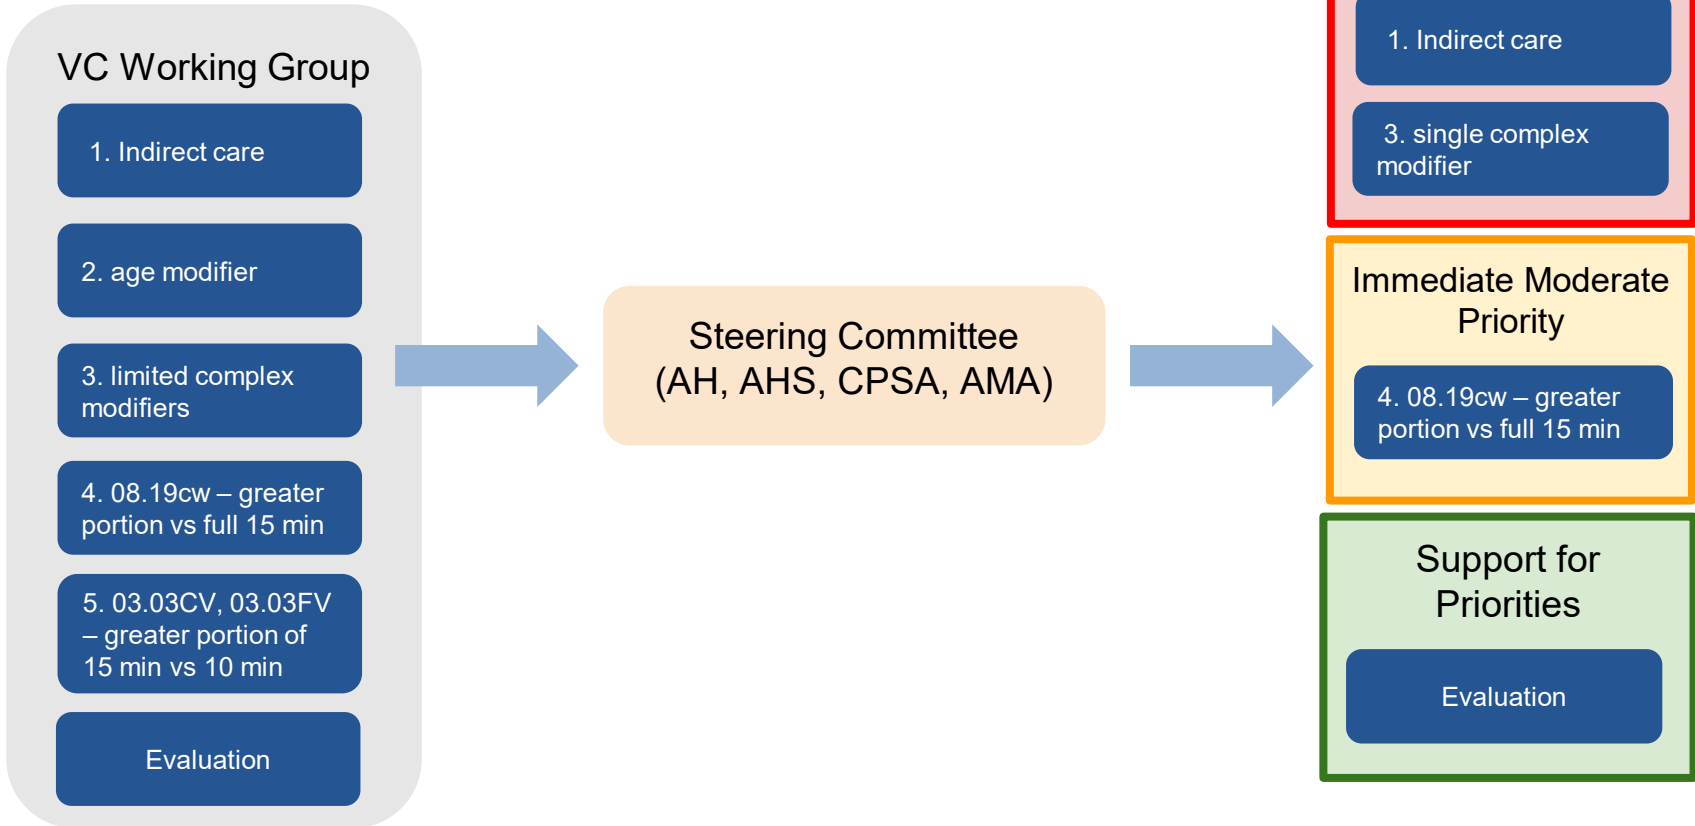 VC Working Group
1. Indirect care
2. age modifier
3. limited complex
modifiers
4. 08.19cw – greater
portion vs full 15 min
5. 03.03CV, 03.03FV
– greater portion of
15 min vs 10 min
Evaluation
Steering Committee
(AH, AHS, CPSA, AMA)
1. Indirect care
3. single complex
modifier
Immediate Moderate
Priority
4. 08.19cw – greater
portion vs full 15 min
Support for
Priorities
Evaluation